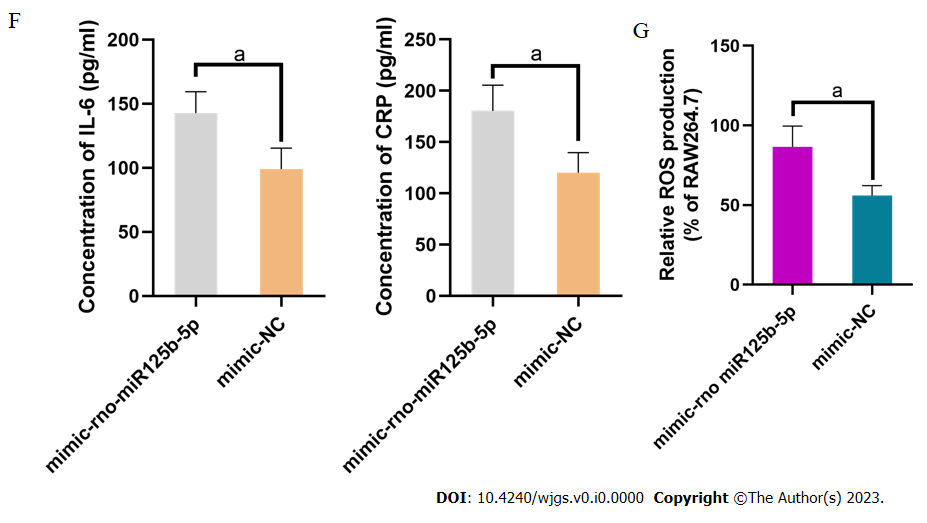 F
Concentration of IL-6 (pg/ml)
200
150
100
50
0
a
mimic-rno-miR125b-5p
mimic-NC
Concentration of CRP (pg/ml)
250
200
150
100
50
0
a
mimic-rno-miR125b-5p
mimic-NC
G
Relative ROS production
(% of RAW264.7)
150
100
50
0
a
mimic-rno miR125b-5p
mimic-NC
DOI: 10.4240/wjgs.v0.i0.0000 Copyright ©The Author(s) 2023.